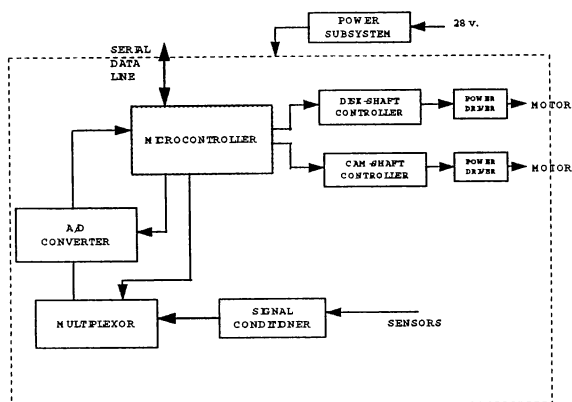 POWER
SUBSYSTEM
28 v.
SERIAL
DATA
LINE
MICROCONTROLLER
DISK-SHAFT
CONTROLLER
POWER
DRIVER
MOTOR
CAM-SHAFT
CONTROLLER
POWER
DRIVER
MOTOR
A/D
CONVERTER
MULTIPLEXOR
SIGNAL
CONDITIONER
SENSORS